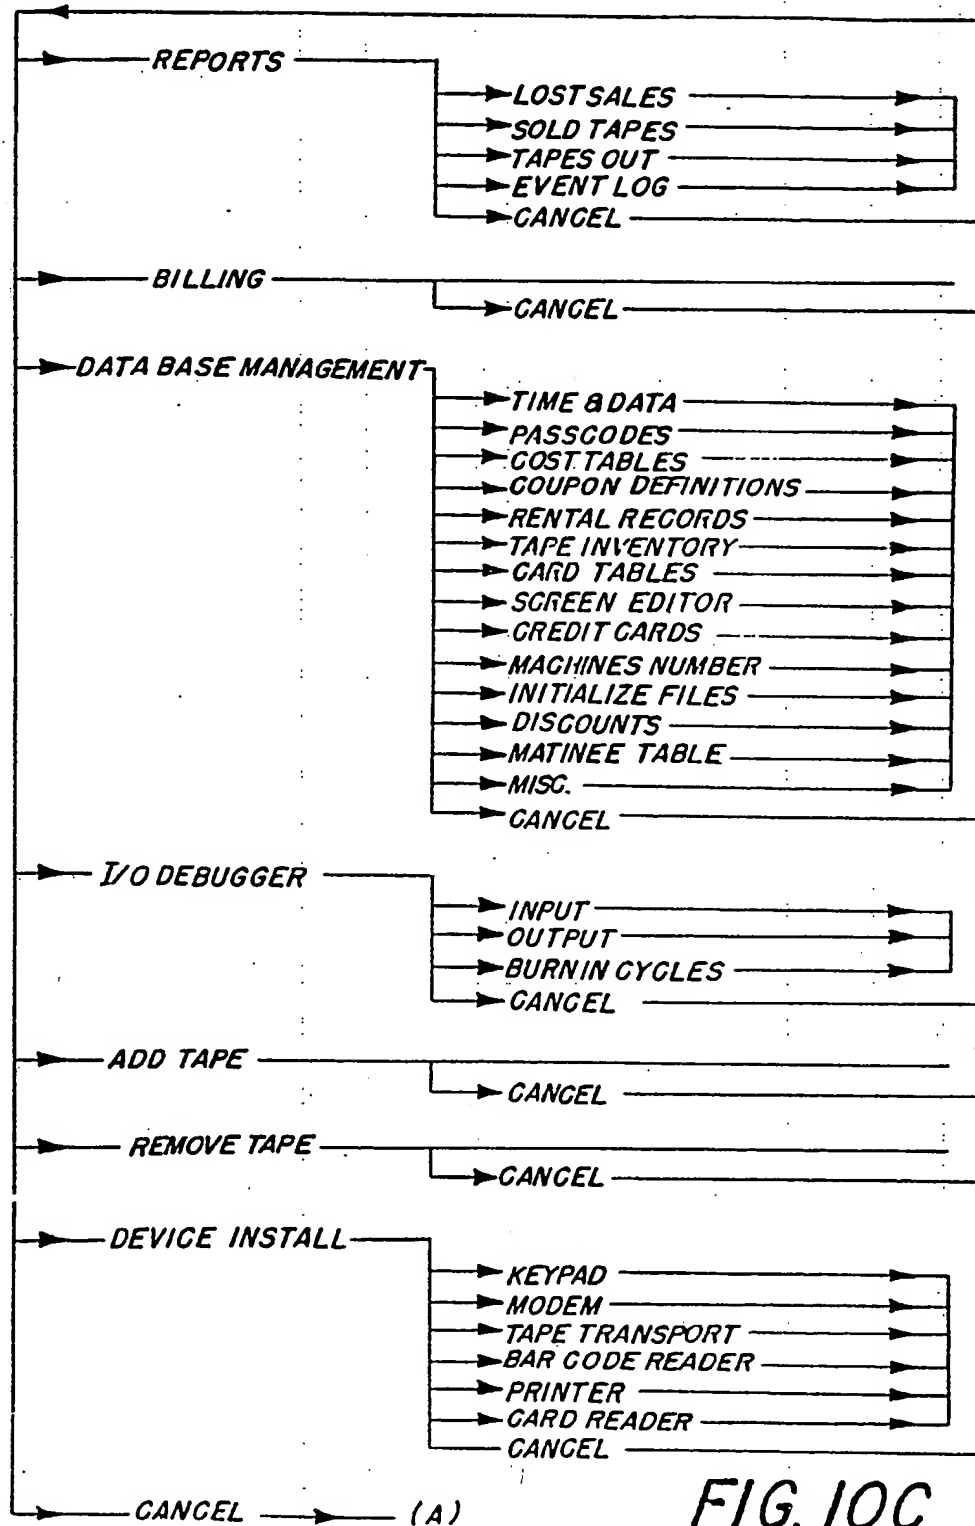 REPORTS
LOST SALES
SOLD TAPES
TAPES OUT
EVENT LOG
CANCEL
BILLING
CANCEL
DATA BASE MANAGEMENT
TIME & DATA
PASSCODES
COST TABLES
COUPON DEFINITIONS
RENTAL RECORDS
TAPE INVENTORY
CARD TABLES
SCREEN EDITOR
CREDIT CARDS
MACHINES NUMBER
INITIALIZE FILES
DISCOUNTS
MATINEE TABLE
MISC.
CANCEL
I/O DEBUGGER
INPUT
OUTPUT
BURN IN CYCLES
CANCEL
ADD TAPE
CANCEL
REMOVE TAPE
CANCEL
DEVICE INSTALL
KEYPAD
MODEM
TAPE TRANSPORT
BAR CODE READER
PRINTER
CARD READER
CANCEL
CANCEL (A)
FIG. 10C